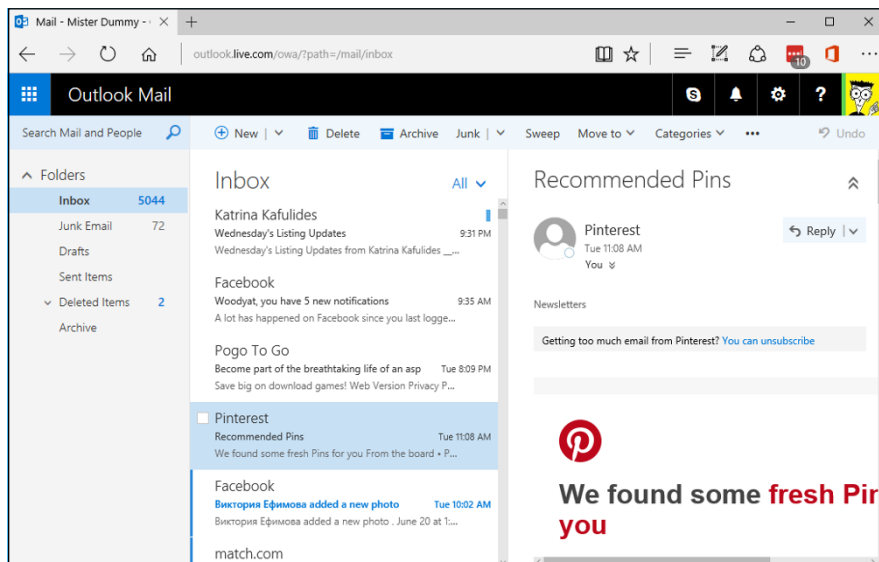 Mail - Mister Dummy -
outlook.live.com/owa/?path=/mail/inbox
10
Outlook Mail
?
Search Mail and People
New
Delete
Archive
Junk
Sweep
Move to
Categories
Undo
Folders
Inbox 5044
Junk Email 72
Drafts
Sent Items
Deleted Items 2
Archive
Inbox
All
Katrina Kafulides
Wednesday's Listing Updates 9:31 PM
Wednesday's Listing Updates from Katrina Kafulides __...
Facebook
Woodyat, you have 5 new notifications 9:35 AM
A lot has happened on Facebook since you last logge...
Pogo To Go
Become part of the breathtaking life of an asp Tue 8:09 PM
Save big on download games! Web Version Privacy P...
Pinterest
Recommended Pins Tue 11:08 AM
We found some fresh Pins for you From the board • P...
Facebook
Виктория Ефимова added a new photo Tue 10:02 AM
Виктория Ефимова added a new photo . June 20 at 1:...
match.com
Recommended Pins
Pinterest
Tue 11:08 AM
You
Reply
Newsletters
Getting too much email from Pinterest? You can unsubscribe
We found some fresh Pir
you